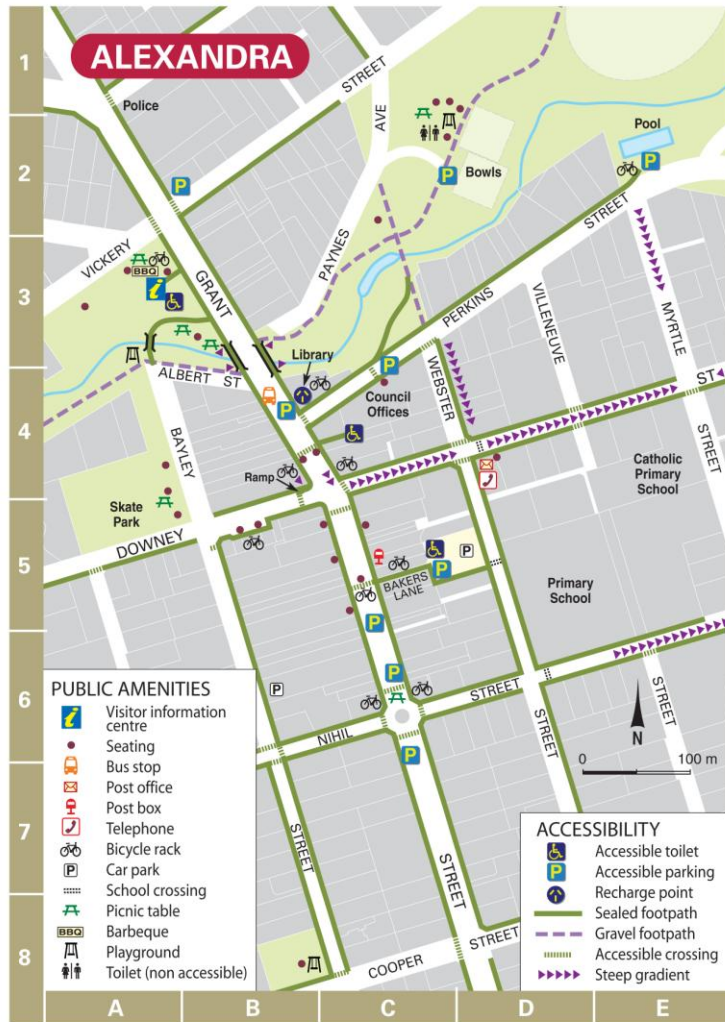 1
ALEXANDRA
STREET
Police
AVE
Pool
P
2
P
P
Bowls
STREET
VICKERY
GRANT
PAYNES
3
BBQ
i
PERKINS
VILLENEUVE
MYRTLE
Library
P
WEBSTER
ST
ALBERT ST
P
Council
Offices
4
BAYLEY
STREET
Catholic
Primary
School
Ramp
Skate
Park
DOWNEY
5
P
P
BAKERS
LANE
Primary
School
P
P
6
PUBLIC AMENITIES
i Visitor information
centre
Seating
Bus stop
Post office
Post box
Telephone
Bicycle rack
P Car park
School crossing
Picnic table
BBQ Barbeque
Playground
Toilet (non accessible)
P
STREET
NIHIL
P
STREET
STREET
N
0 100 m
7
STREET
STREET
ACCESSIBILITY
Accessible toilet
P Accessible parking
Recharge point
Sealed footpath
Gravel footpath
Accessible crossing
Steep gradient
8
STREET
COOPER
A B C D E